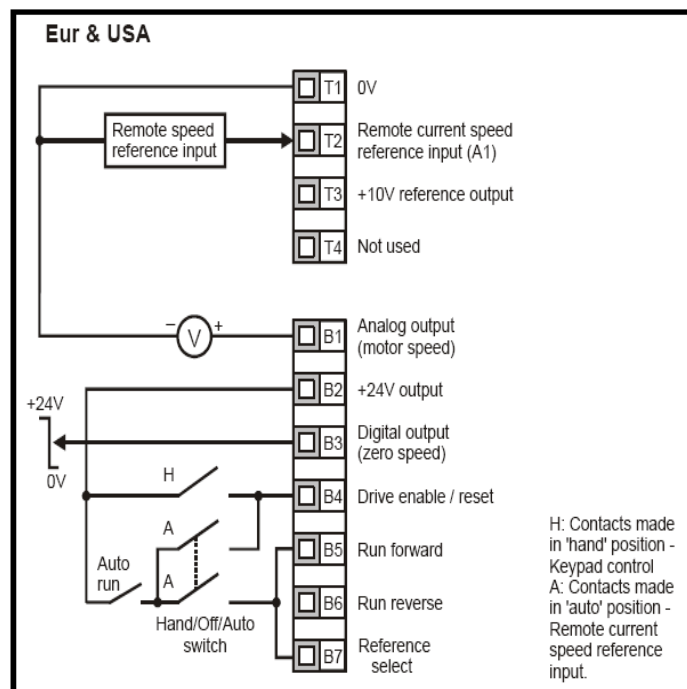 Eur & USA
T1 0V
Remote speed
reference input
T2 Remote current speed
reference input (A1)
T3 +10V reference output
T4 Not used
− V +
B1 Analog output
(motor speed)
B2 +24V output
+24V
0V
B3 Digital output
(zero speed)
H
B4 Drive enable / reset
A
B5 Run forward
Auto
run
A
B6 Run reverse
Hand/Off/Auto
switch
B7 Reference
select
H: Contacts made
in 'hand' position -
Keypad control
A: Contacts made
in 'auto' position -
Remote current
speed reference
input.